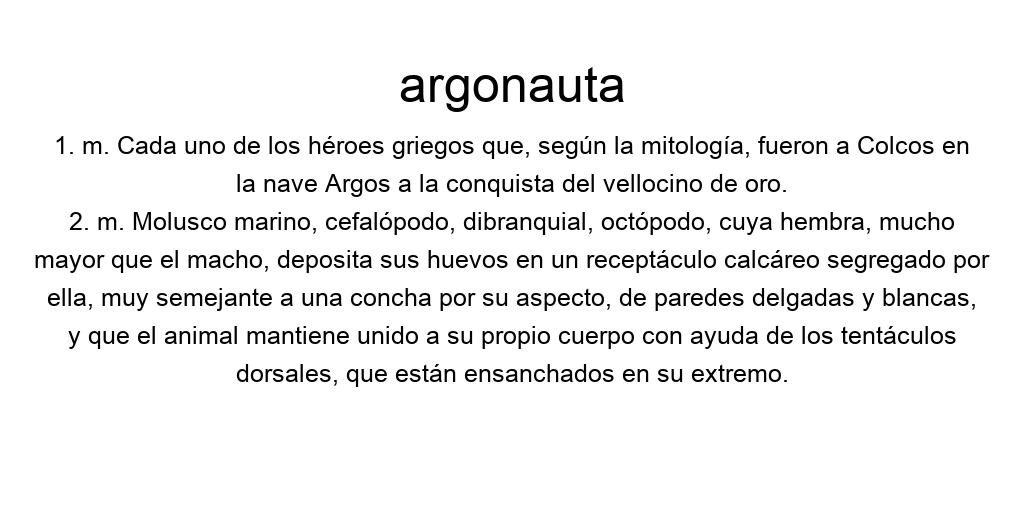 argonauta
1. m. Cada uno de los héroes griegos que, según la mitología, fueron a Colcos en
la nave Argos a la conquista del vellocino de oro.
2. m. Molusco marino, cefalópodo, dibranquial, octópodo, cuya hembra, mucho
mayor que el macho, deposita sus huevos en un receptáculo calcáreo segregado por
ella, muy semejante a una concha por su aspecto, de paredes delgadas y blancas,
y que el animal mantiene unido a su propio cuerpo con ayuda de los tentáculos
dorsales, que están ensanchados en su extremo.